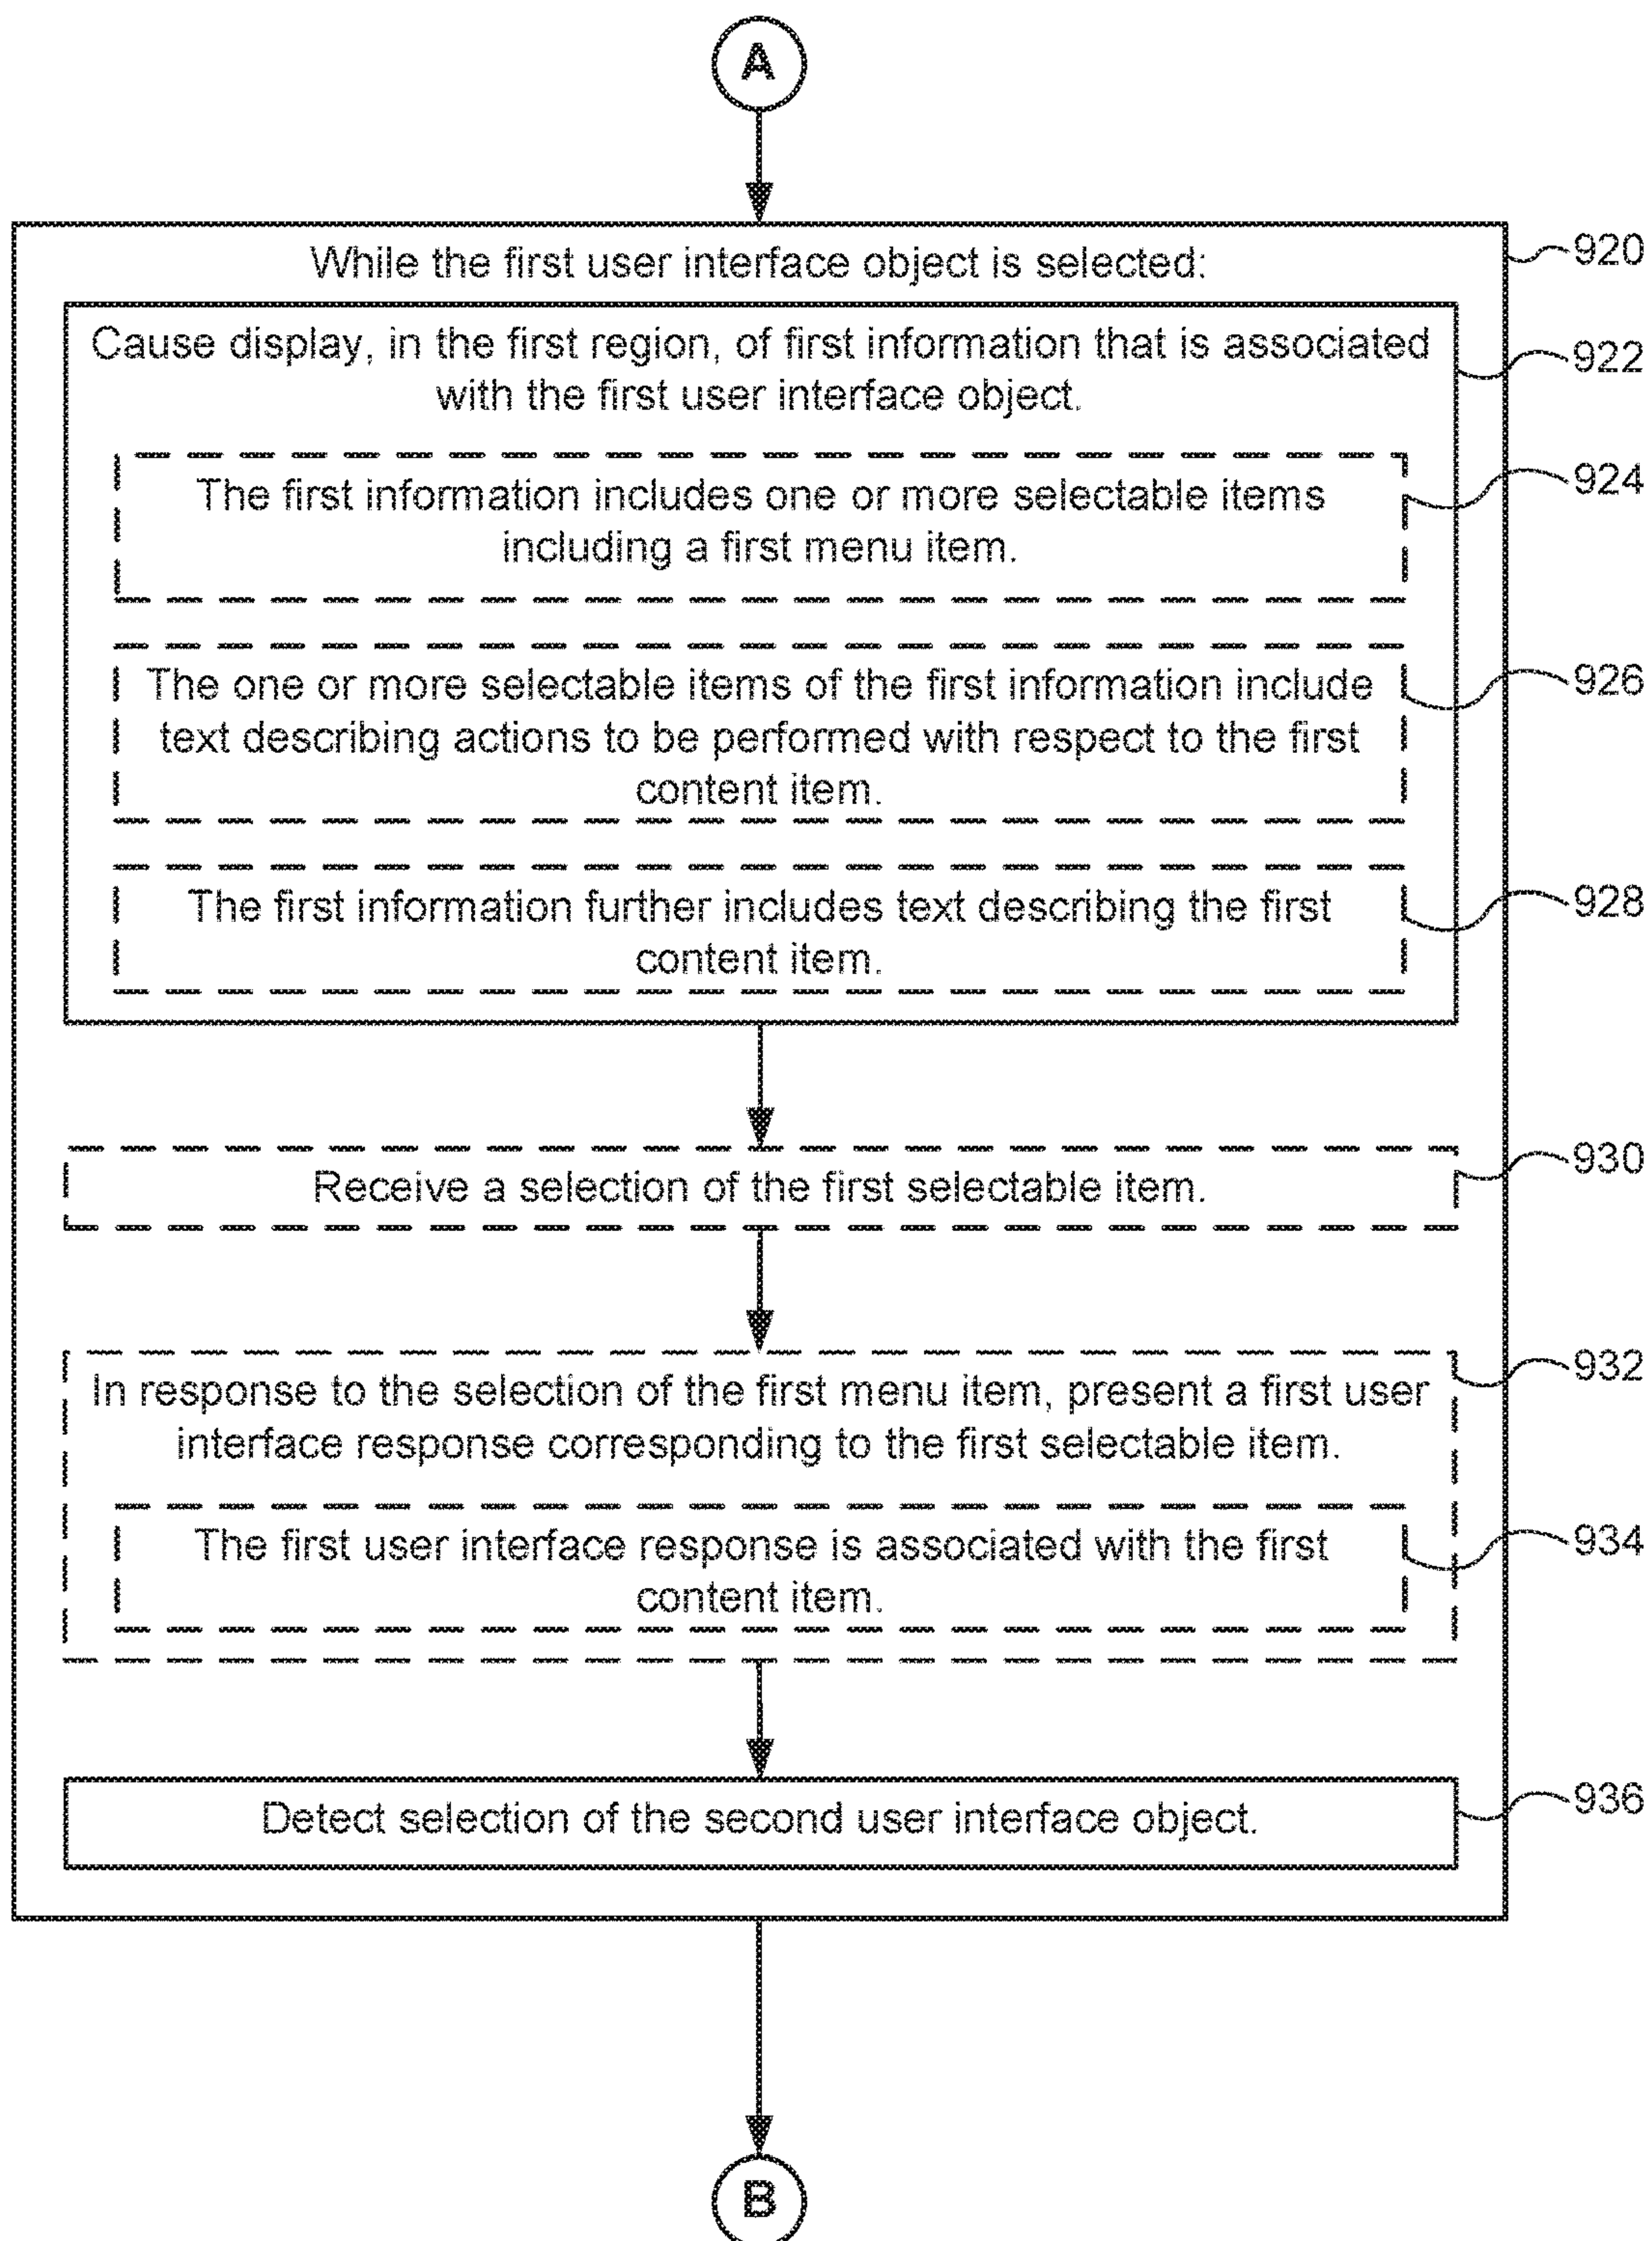 A
While the first user interface object is selected:
920
Cause display, in the first region, of first information that is associated
with the first user interface object.
922
The first information includes one or more selectable items
including a first menu item.
924
The one or more selectable items of the first information include
text describing actions to be performed with respect to the first
content item.
926
The first information further includes text describing the first
content item.
928
Receive a selection of the first selectable item.
930
In response to the selection of the first menu item, present a first user
interface response corresponding to the first selectable item.
932
The first user interface response is associated with the first
content item.
934
Detect selection of the second user interface object.
936
B